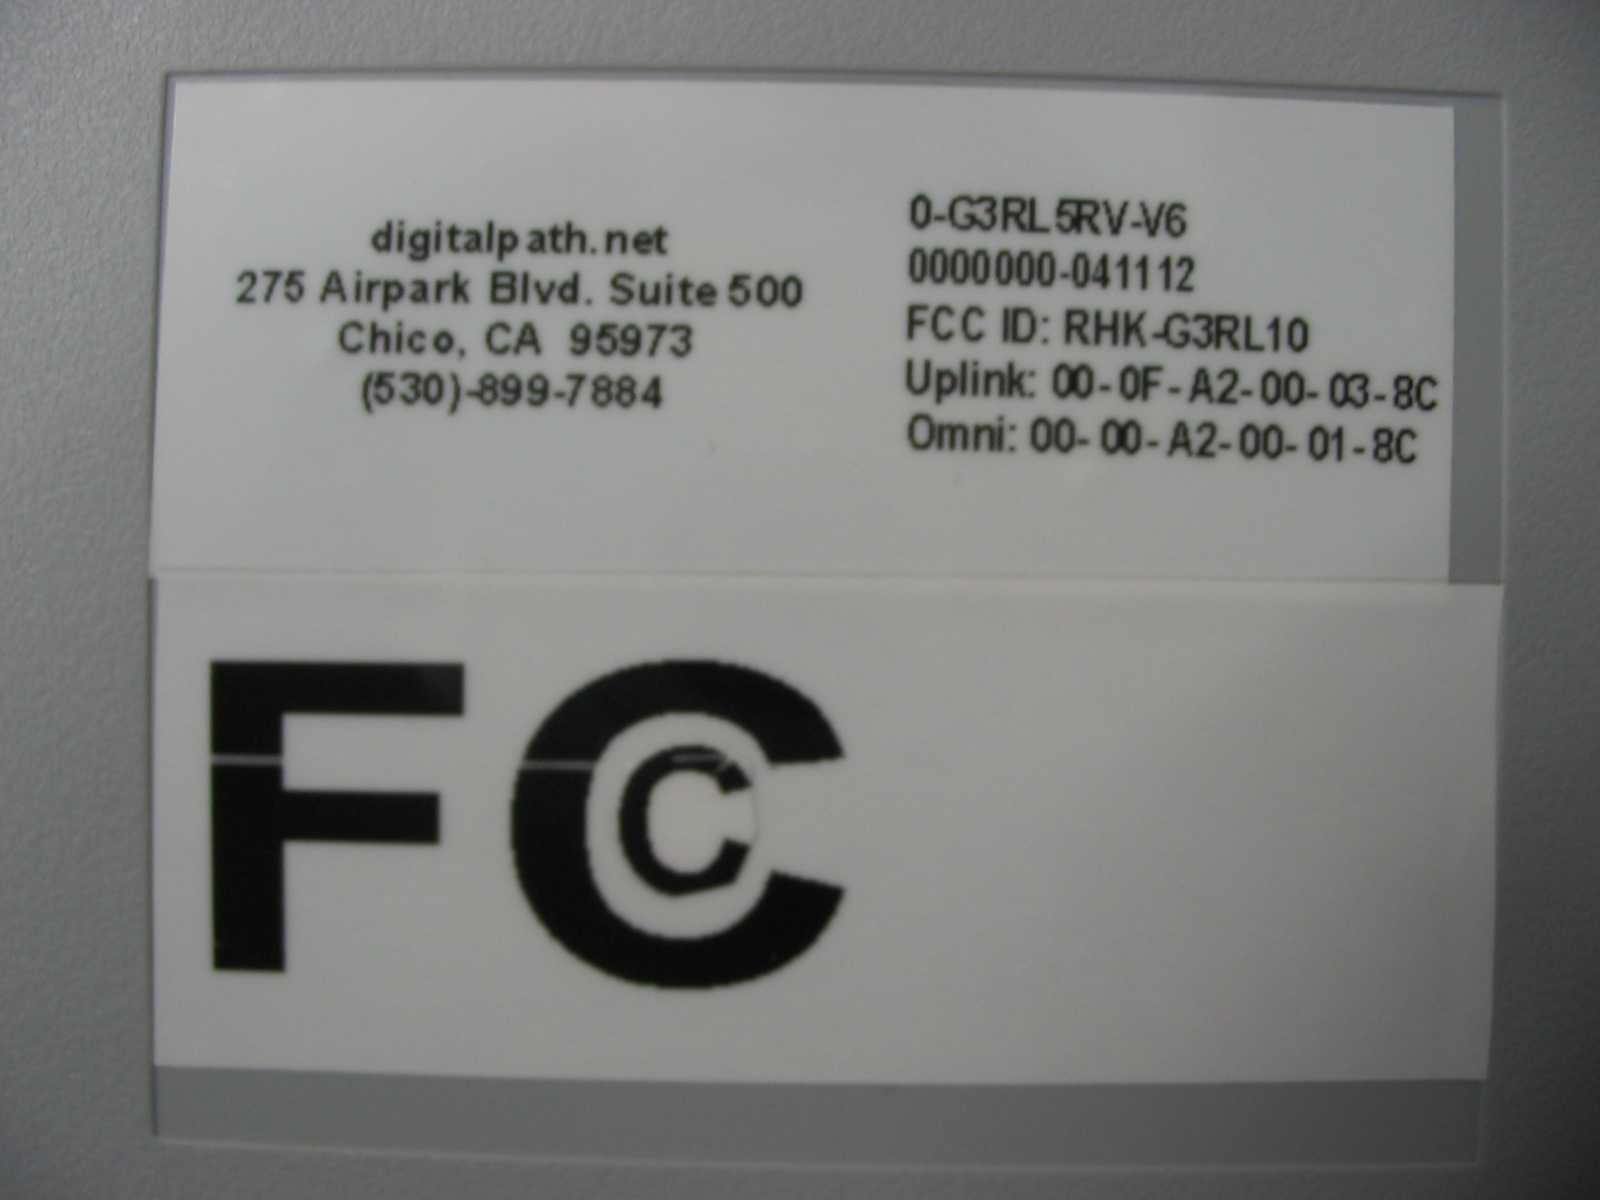 digitalpath.net
275 Airpark Blvd. Suite 500
Chico, CA 95973
(530)-899-7884
0-G3RL5RV-V6
0000000-041112
FCC ID: RHK-G3RL10
Uplink: 00-0F-A2-00-03-8C
Omni: 00-00-A2-00-01-8C
FCC